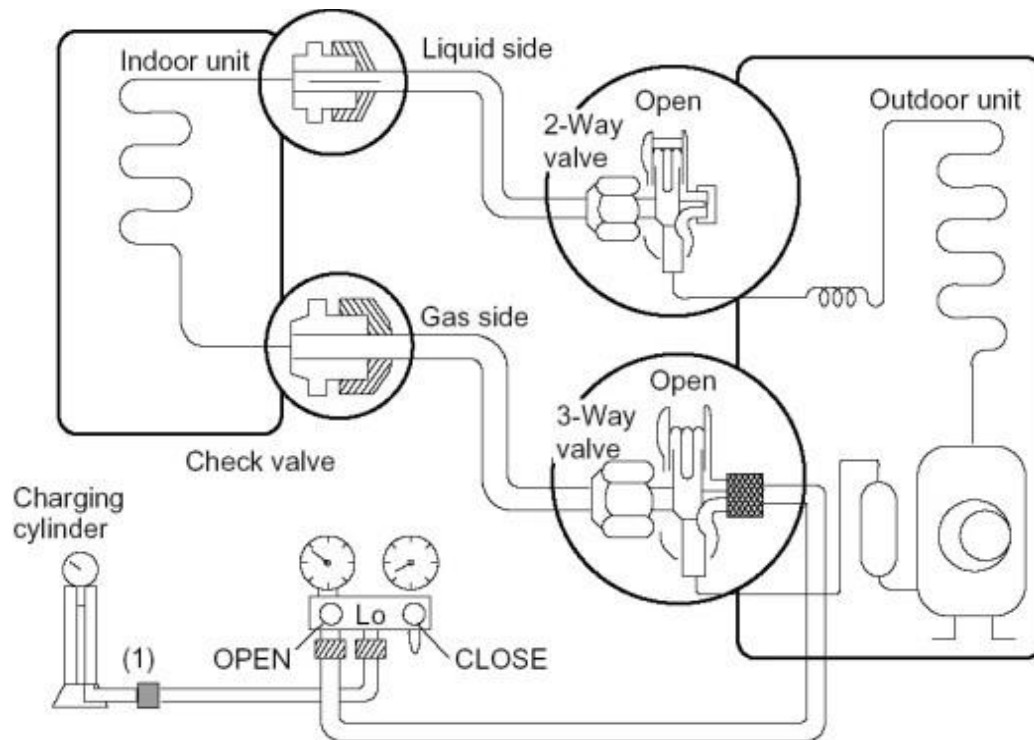 Indoor unit
Liquid side
Open
2-Way
valve
Outdoor unit
Gas side
Open
3-Way
valve
Check valve
Charging
cylinder
Lo
(1)
OPEN
CLOSE